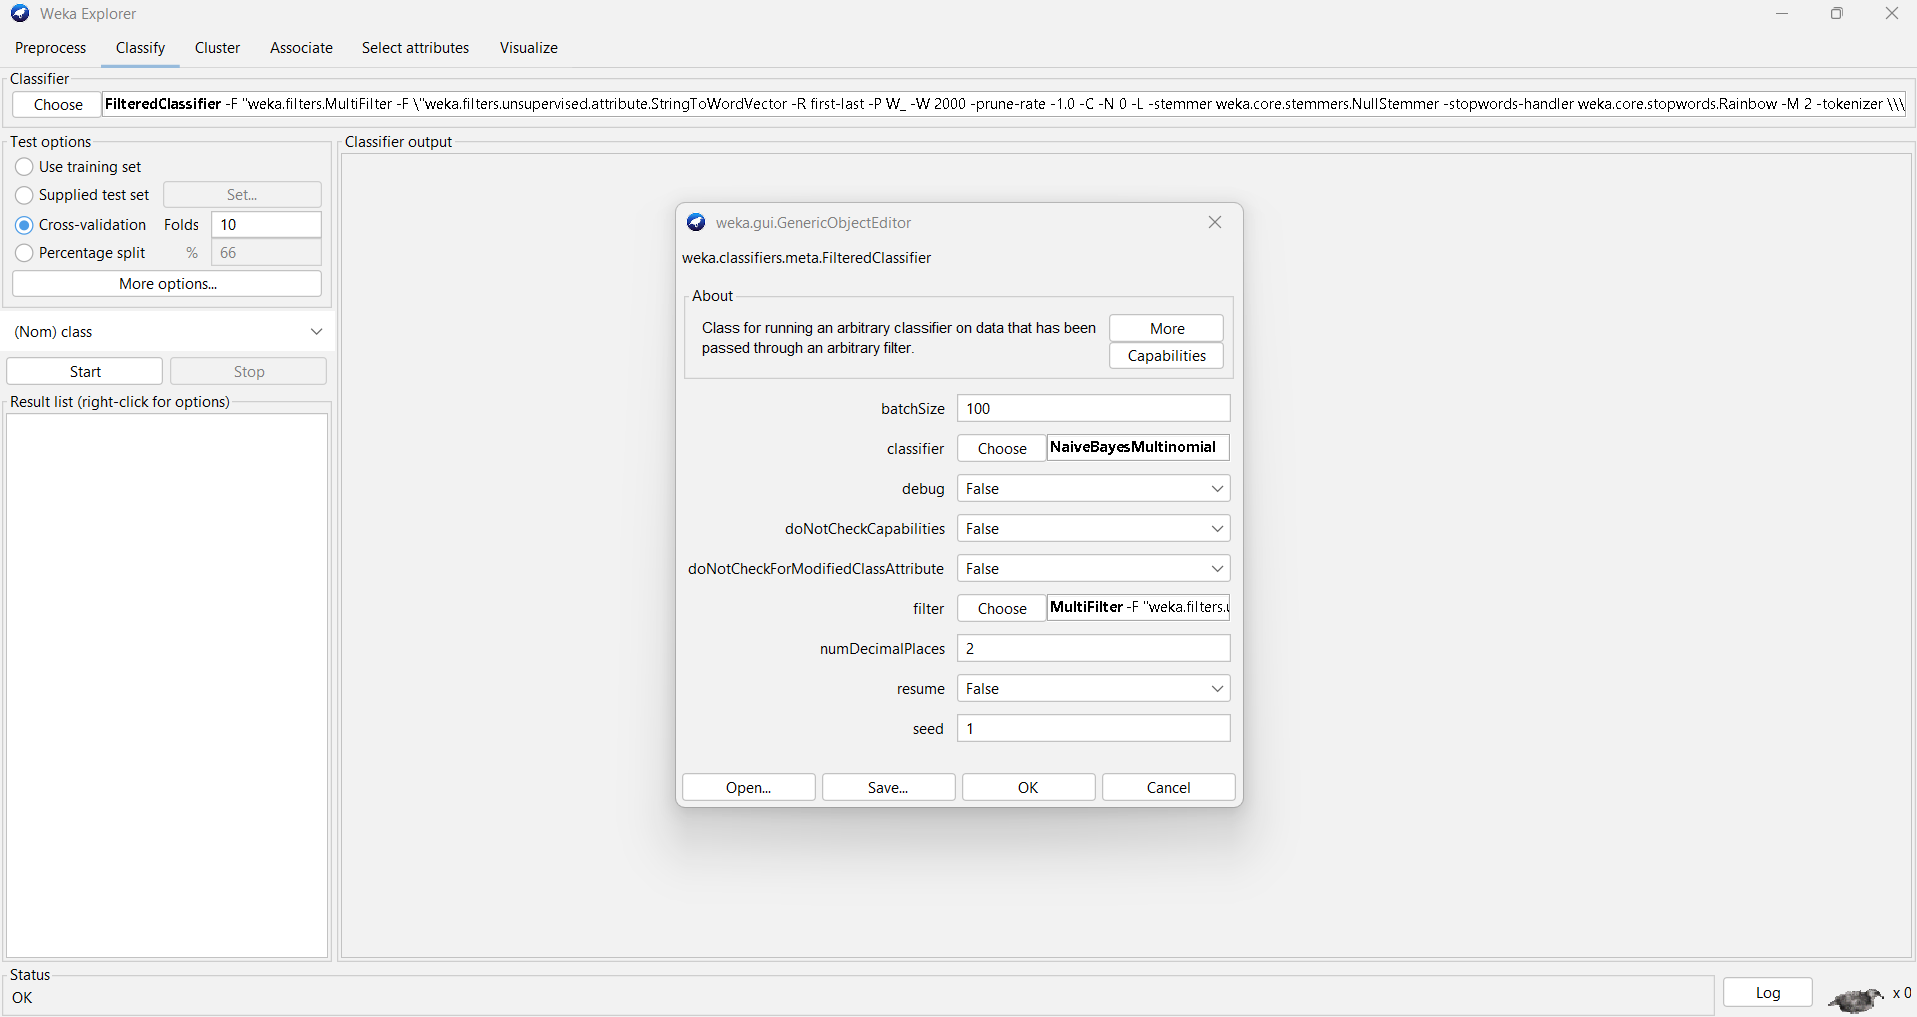 Weka Explorer
Preprocess Classify Cluster Associate Select attributes Visualize
Classifier
Choose FilteredClassifier -F "weka.filters.MultiFilter -F \"weka.filters.unsupervised.attribute.StringToWordVector -R first-last -P W_ -W 2000 -prune-rate -1.0 -C -N 0 -L -stemmer weka.core.stemmers.NullStemmer -stopwords-handler weka.core.stopwords.Rainbow -M 2 -tokenizer \\\
Test options
Use training set
Supplied test set Set...
Cross-validation Folds 10
Percentage split % 66
More options...
(Nom) class
Start Stop
Result list (right-click for options)
Classifier output
weka.gui.GenericObjectEditor
weka.classifiers.meta.FilteredClassifier
About
Class for running an arbitrary classifier on data that has been
passed through an arbitrary filter.
More
Capabilities
batchSize 100
classifier Choose NaiveBayesMultinomial
debug False
doNotCheckCapabilities False
doNotCheckForModifiedClassAttribute False
filter Choose MultiFilter -F "weka.filters.
numDecimalPlaces 2
resume False
seed 1
Open... Save... OK Cancel
Status
OK
Log x 0